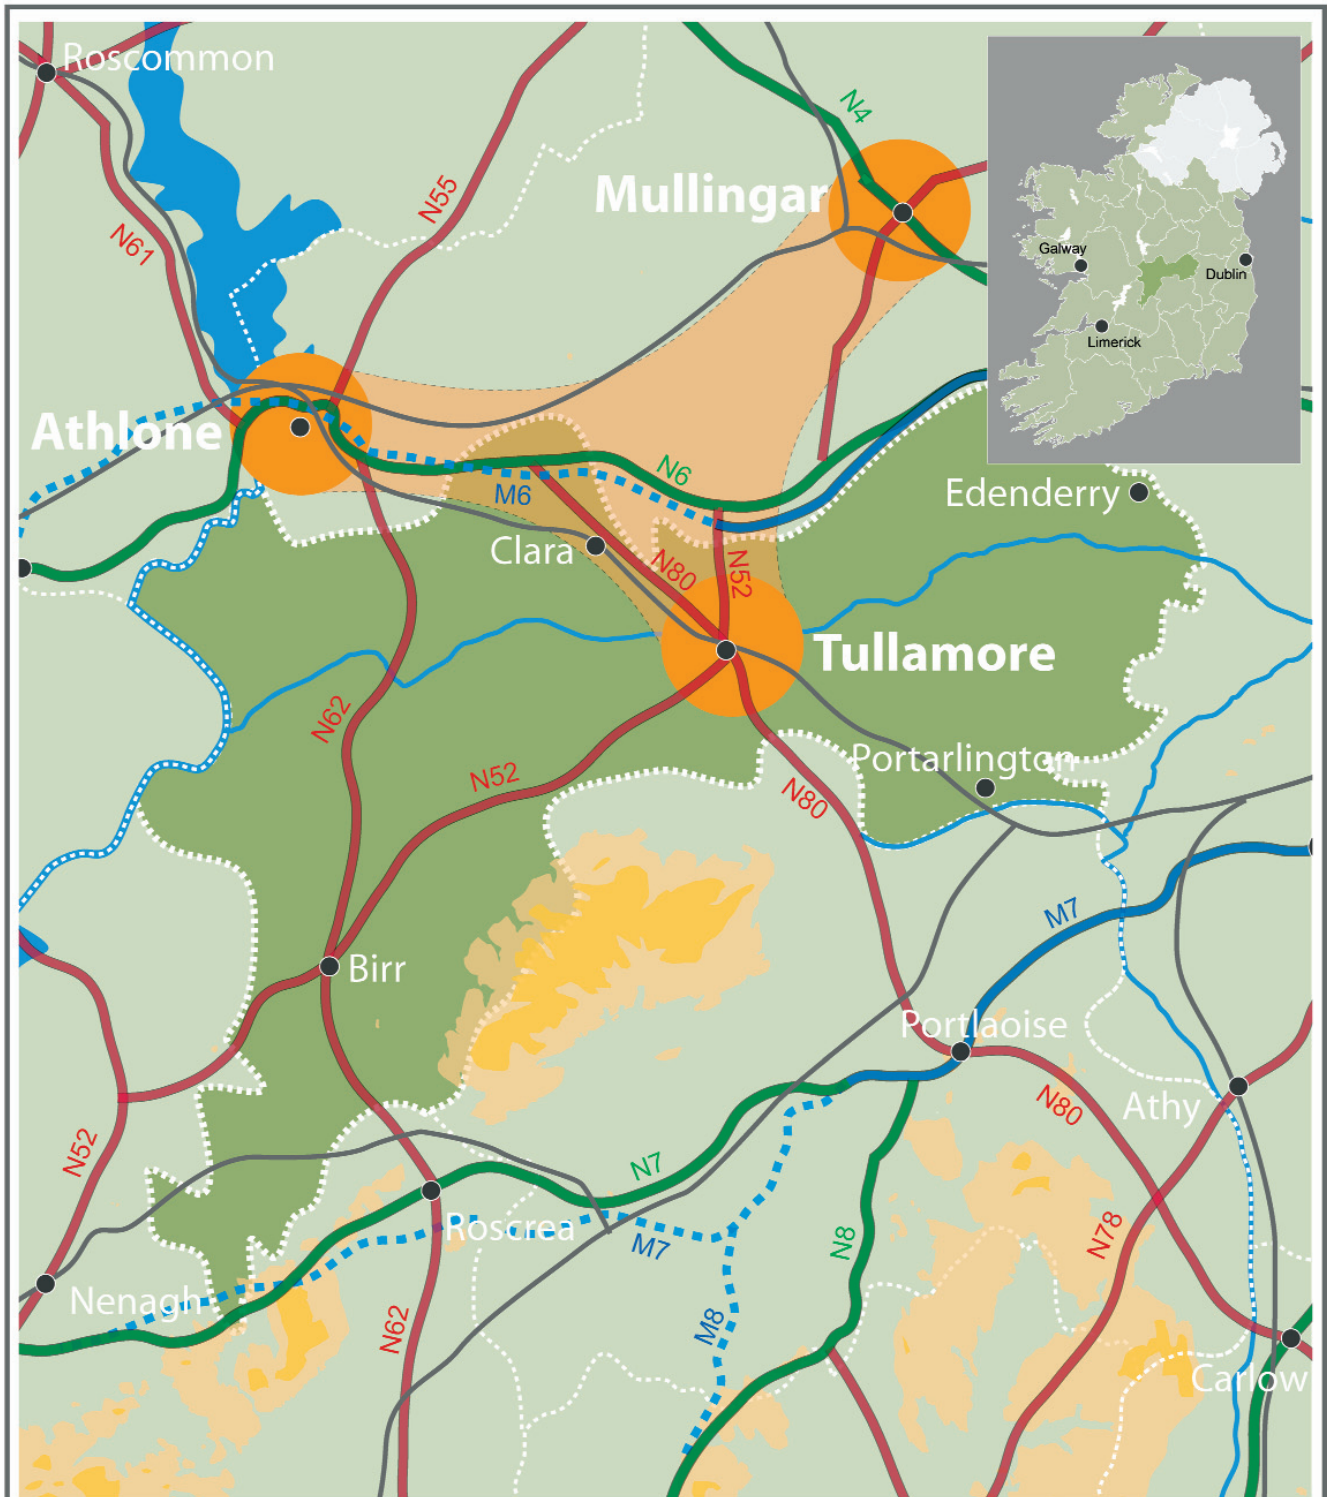 Roscommon
N4
N55
Mullingar
N61
Galway
Dublin
Limerick
Athlone
N6
M6
Edenderry
Clara
N80
N52
Tullamore
N62
N52
Portarlington
N80
M7
Birr
Portlaoise
N80
Athy
N52
N7
Roscrea
M7
N8
N78
Nenagh
N62
M8
Carlow